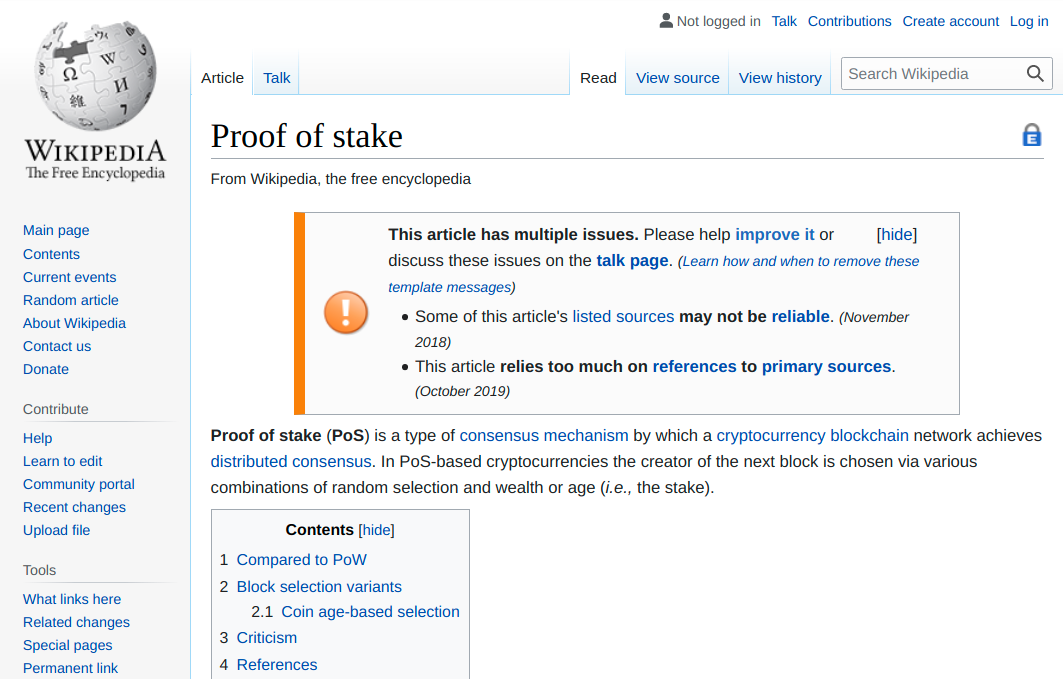 Not logged in Talk Contributions Create account Log in
Article Talk Read View source View history Search Wikipedia
WIKIPEDIA
The Free Encyclopedia
Main page
Contents
Current events
Random article
About Wikipedia
Contact us
Donate
Contribute
Help
Learn to edit
Community portal
Recent changes
Upload file
Tools
What links here
Related changes
Special pages
Permanent link
Proof of stake
E
From Wikipedia, the free encyclopedia
This article has multiple issues. Please help improve it or [hide]
discuss these issues on the talk page. (Learn how and when to remove these
template messages)
• Some of this article's listed sources may not be reliable. (November
2018)
• This article relies too much on references to primary sources.
(October 2019)
Proof of stake (PoS) is a type of consensus mechanism by which a cryptocurrency blockchain network achieves
distributed consensus. In PoS-based cryptocurrencies the creator of the next block is chosen via various
combinations of random selection and wealth or age (i.e., the stake).
Contents [hide]
1 Compared to PoW
2 Block selection variants
2.1 Coin age-based selection
3 Criticism
4 References